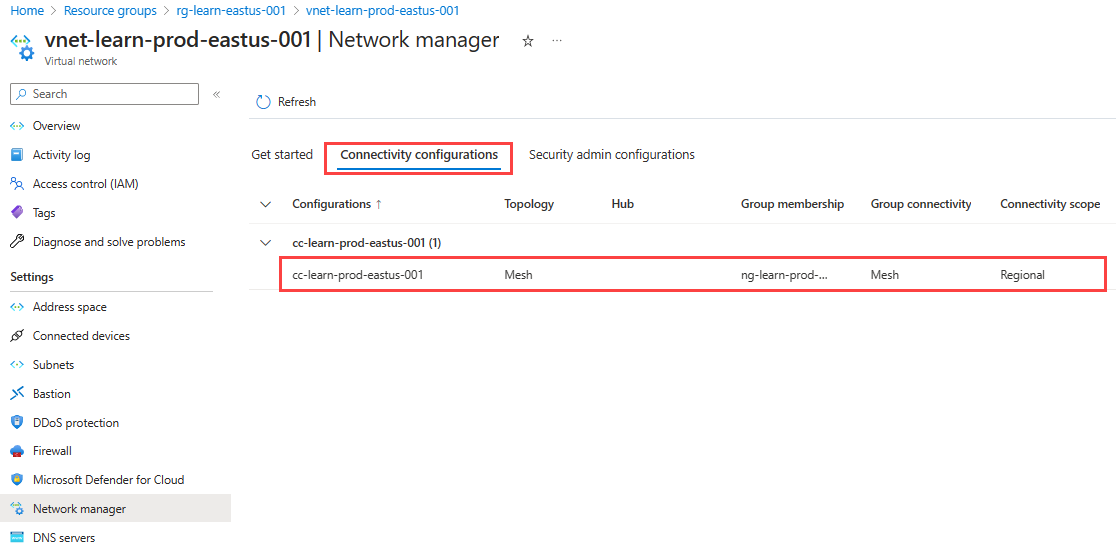 Home > Resource groups > rg-learn-eastus-001 > vnet-learn-prod-eastus-001
vnet-learn-prod-eastus-001 | Network manager ☆ ...
Virtual network
Search «
Overview
Activity log
Access control (IAM)
Tags
Diagnose and solve problems
Settings
Address space
Connected devices
Subnets
Bastion
DDoS protection
Firewall
Microsoft Defender for Cloud
Network manager
DNS servers
Refresh
Get started Connectivity configurations Security admin configurations
Configurations ↑ Topology Hub Group membership Group connectivity Connectivity scope
cc-learn-prod-eastus-001 (1)
cc-learn-prod-eastus-001 Mesh ng-learn-prod-... Mesh Regional